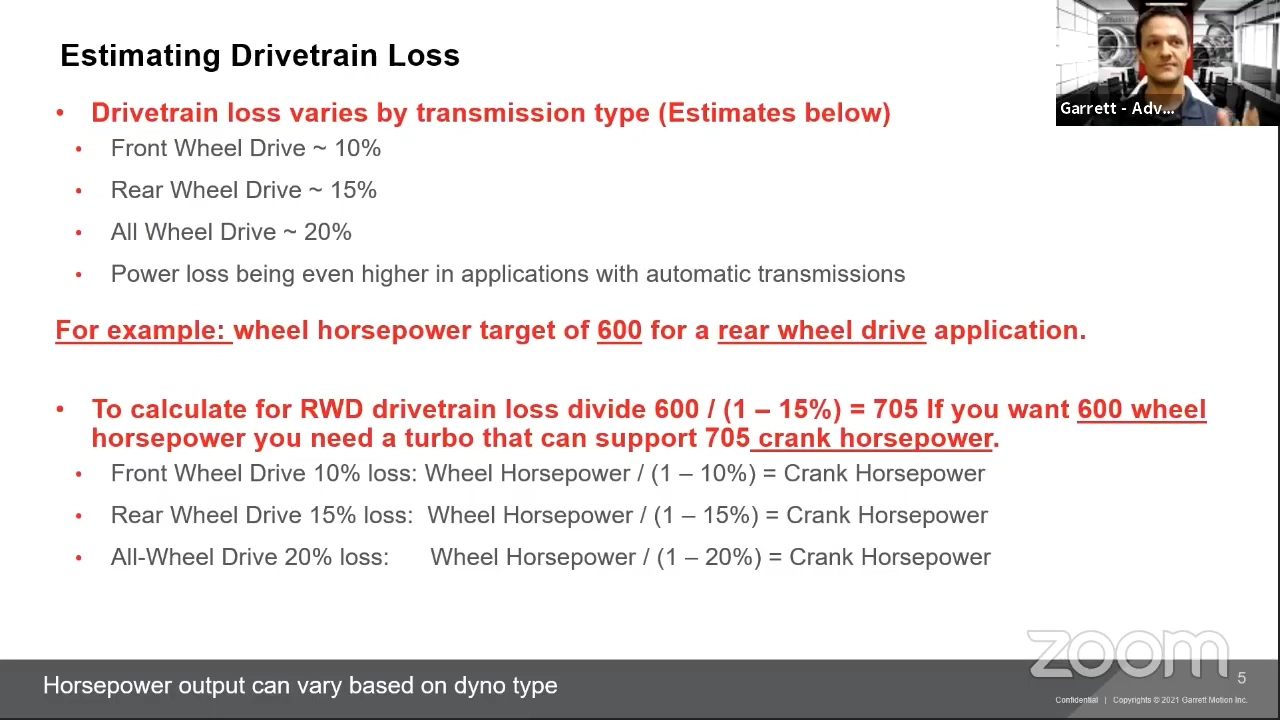 Estimating Drivetrain Loss
Garrett - Adv...
• Drivetrain loss varies by transmission type (Estimates below)
• Front Wheel Drive ~ 10%
• Rear Wheel Drive ~ 15%
• All Wheel Drive ~ 20%
• Power loss being even higher in applications with automatic transmissions
For example: wheel horsepower target of 600 for a rear wheel drive application.
• To calculate for RWD drivetrain loss divide 600 / (1 – 15%) = 705 If you want 600 wheel
horsepower you need a turbo that can support 705 crank horsepower.
• Front Wheel Drive 10% loss: Wheel Horsepower / (1 – 10%) = Crank Horsepower
• Rear Wheel Drive 15% loss: Wheel Horsepower / (1 – 15%) = Crank Horsepower
• All-Wheel Drive 20% loss: Wheel Horsepower / (1 – 20%) = Crank Horsepower
zoom
Horsepower output can vary based on dyno type
5
Confidential | Copyrights © 2021 Garrett Motion Inc.